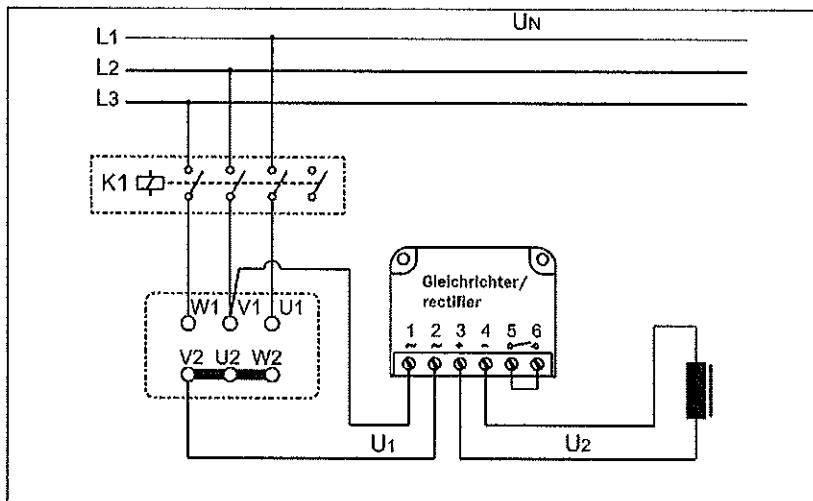 UN
L1
L2
L3
K1
W1 V1 U1
V2 U2 W2
Gleichrichter/
rectifier
1 2 3 4 5 6
~ ~ + -
U1
U2